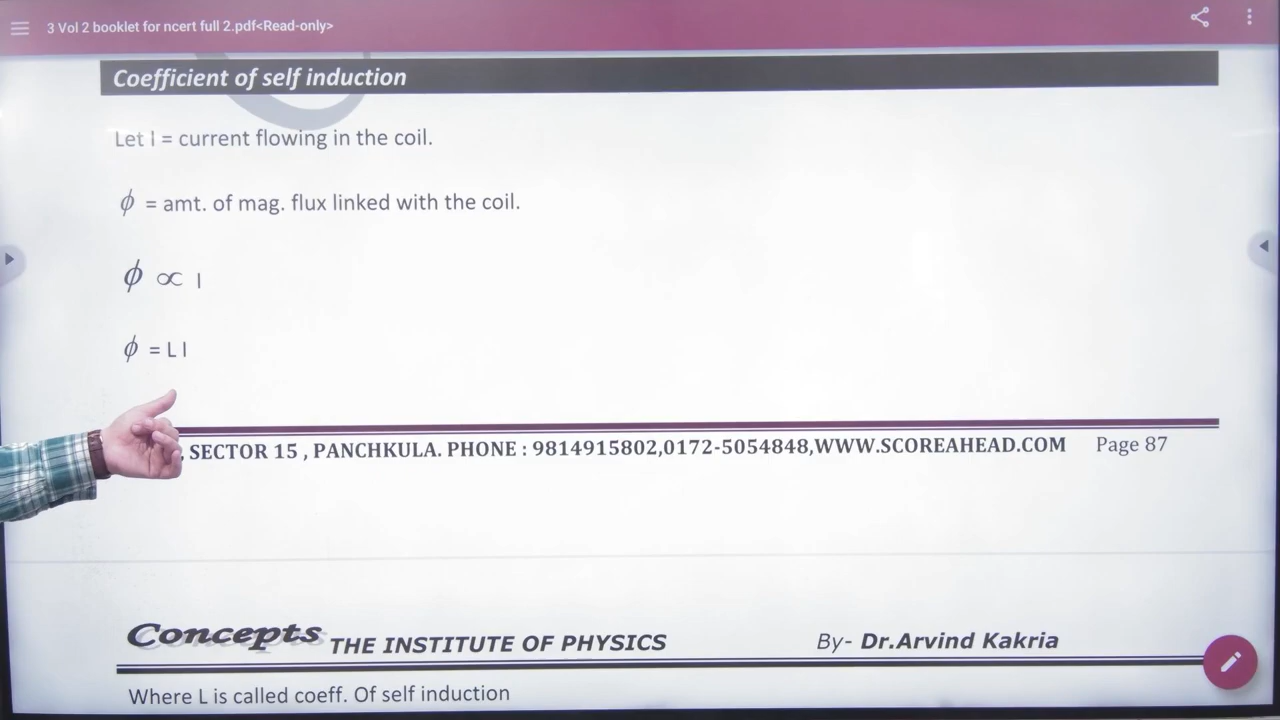 3 Vol 2 booklet for ncert full 2.pdf<Read-only>
Coefficient of self induction
Let I = current flowing in the coil.
ϕ = amt. of mag. flux linked with the coil.
ϕ ∝ I
ϕ = L I
, SECTOR 15 , PANCHKULA. PHONE : 9814915802,0172-5054848,WWW.SCOREAHEAD.COM Page 87
Concepts THE INSTITUTE OF PHYSICS By- Dr.Arvind Kakria
Where L is called coeff. Of self induction